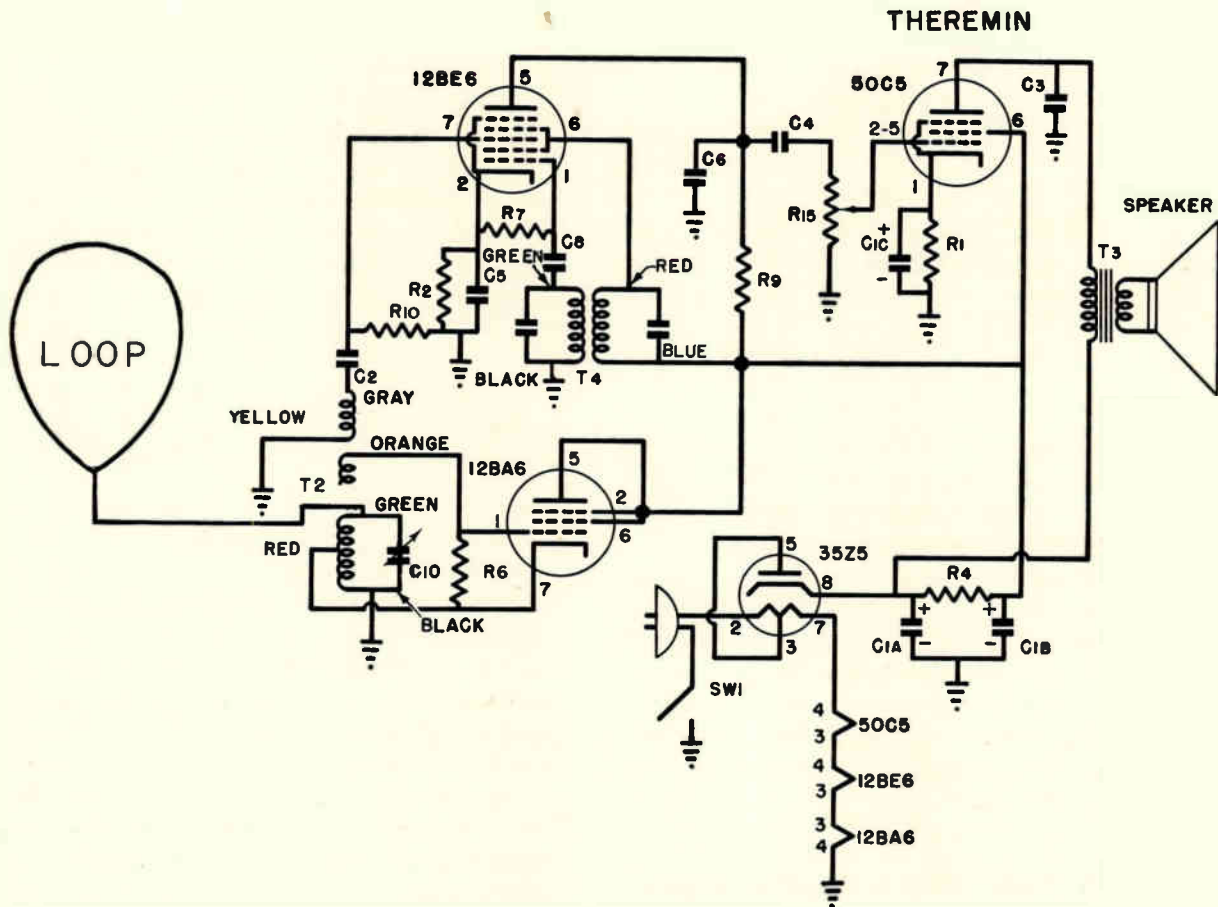 THEREMIN
12BE6
5
7
6
2
1
R7
C8
GREEN
C5
R2
R10
C2
GRAY
YELLOW
BLACK
T4
BLUE
RED
C6
C4
R9
R15
50C5
7
2-5
6
1
C1C
+
-
R1
C3
T3
SPEAKER
LOOP
ORANGE
T2
GREEN
RED
C10
BLACK
R6
12BA6
5
2
1
6
7
35Z5
5
8
2
3
7
R4
+
-
C1A
+
-
C1B
SW1
4
3
50C5
4
3
12BE6
3
4
12BA6